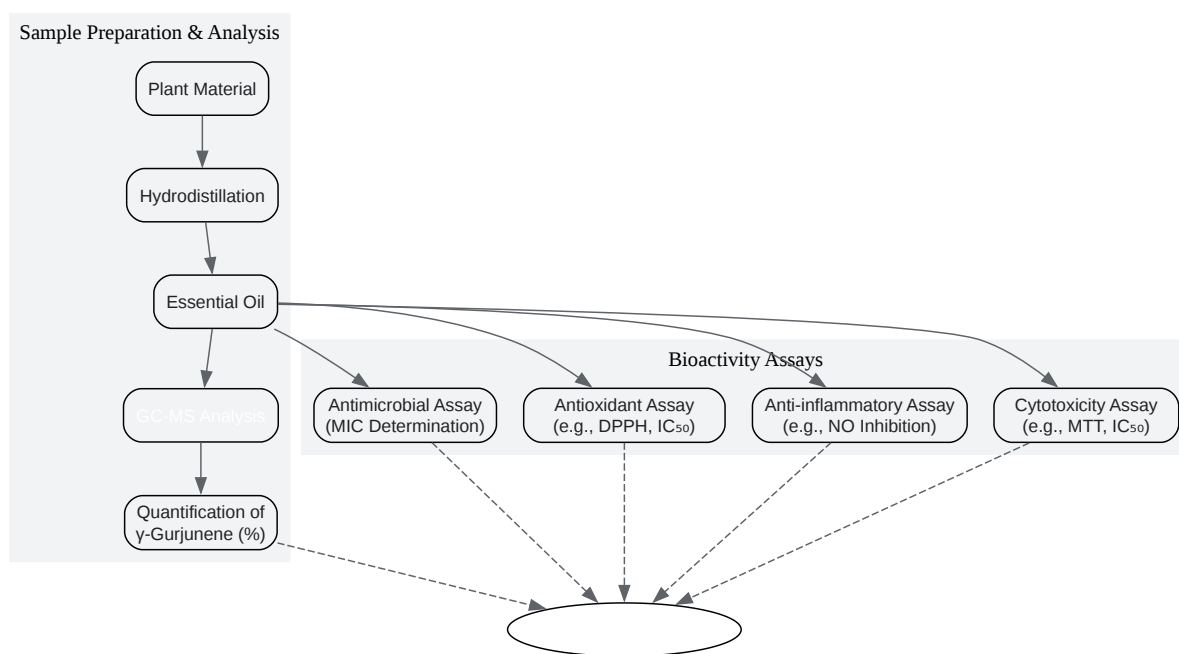 Sample Preparation & Analysis
Plant Material
Hydrodistillation
Essential Oil
GC-MS Analysis
Quantification of
γ-Gurjunene (%)
Bioactivity Assays
Antimicrobial Assay
(MIC Determination)
Antioxidant Assay
(e.g., DPPH, IC₅₀)
Anti-inflammatory Assay
(e.g., NO Inhibition)
Cytotoxicity Assay
(e.g., MTT, IC₅₀)